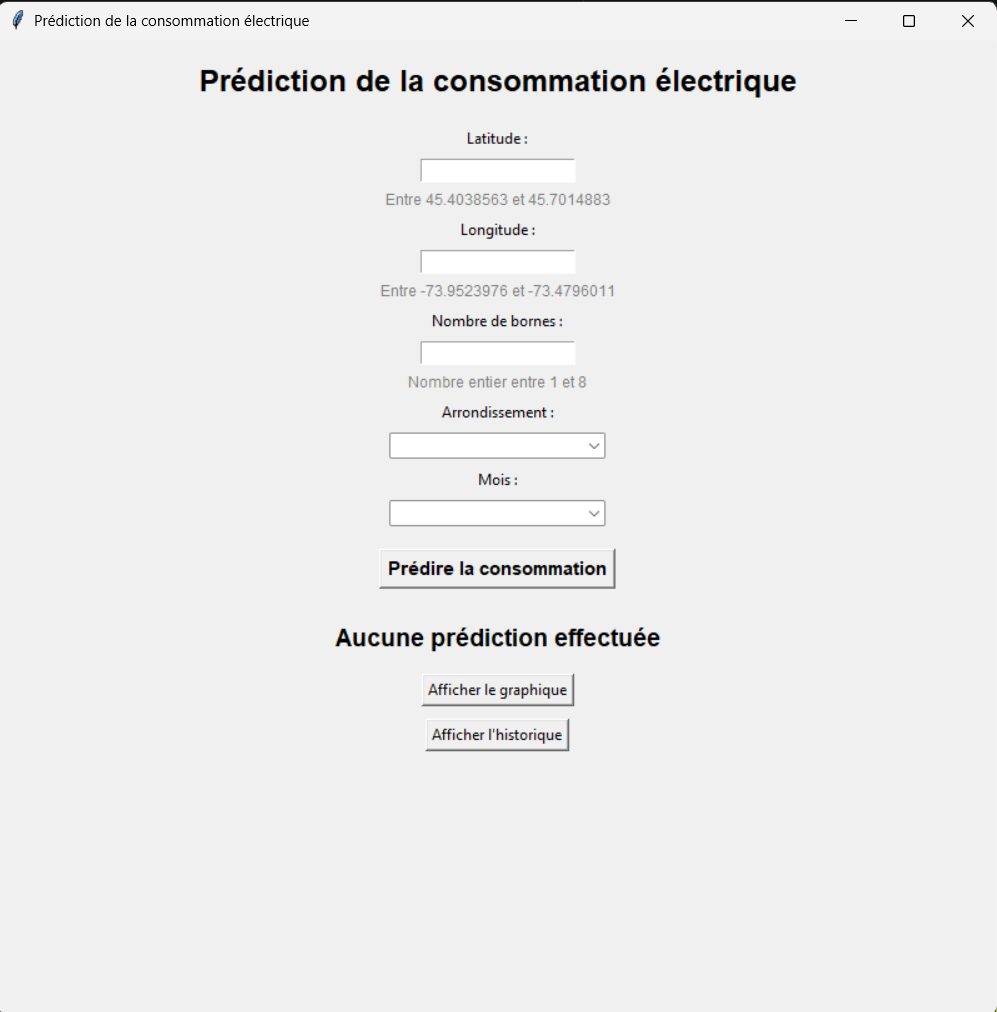 Prédiction de la consommation électrique
Prédiction de la consommation électrique
Latitude :
Entre 45.4038563 et 45.7014883
Longitude :
Entre -73.9523976 et -73.4796011
Nombre de bornes :
Nombre entier entre 1 et 8
Arrondissement :
Mois :
Prédire la consommation
Aucune prédiction effectuée
Afficher le graphique
Afficher l'historique